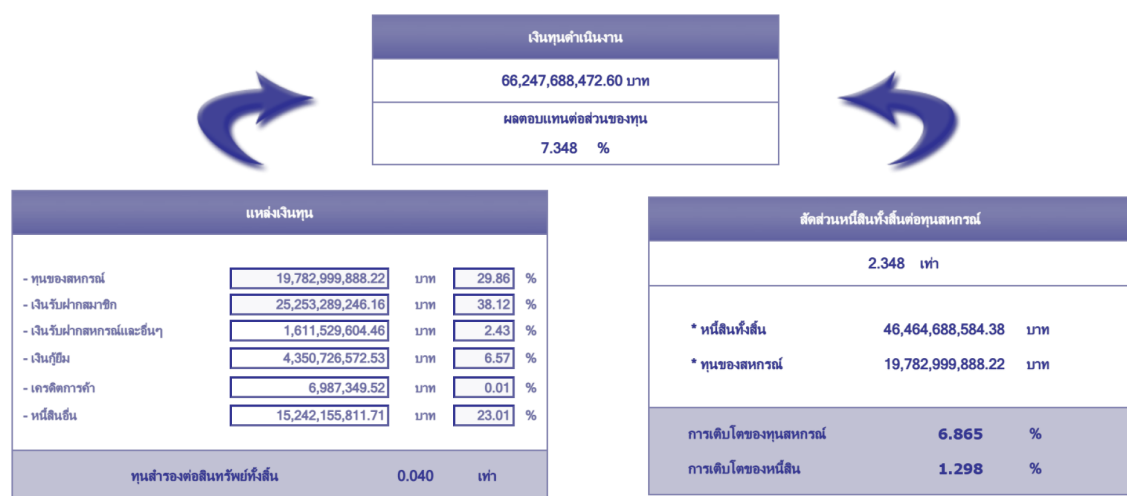 เงินทุนดำเนินงาน
66,247,688,472.60 บาท
ผลตอบแทนต่อส่วนของทุน
7.348 %
แหล่งเงินทุน
- ทุนของสหกรณ์ 19,782,999,888.22 บาท 29.86 %
- เงินรับฝากสมาชิก 25,253,289,246.16 บาท 38.12 %
- เงินรับฝากสหกรณ์และอื่นๆ 1,611,529,604.46 บาท 2.43 %
- เงินกู้ยืม 4,350,726,572.53 บาท 6.57 %
- เครดิตการค้า 6,987,349.52 บาท 0.01 %
- หนี้สินอื่น 15,242,155,811.71 บาท 23.01 %
ทุนสำรองต่อสินทรัพย์ทั้งสิ้น 0.040 เท่า
สัดส่วนหนี้สินทั้งสิ้นต่อทุนสหกรณ์
2.348 เท่า
* หนี้สินทั้งสิ้น 46,464,688,584.38 บาท
* ทุนของสหกรณ์ 19,782,999,888.22 บาท
การเติบโตของทุนสหกรณ์ 6.865 %
การเติบโตของหนี้สิน 1.298 %